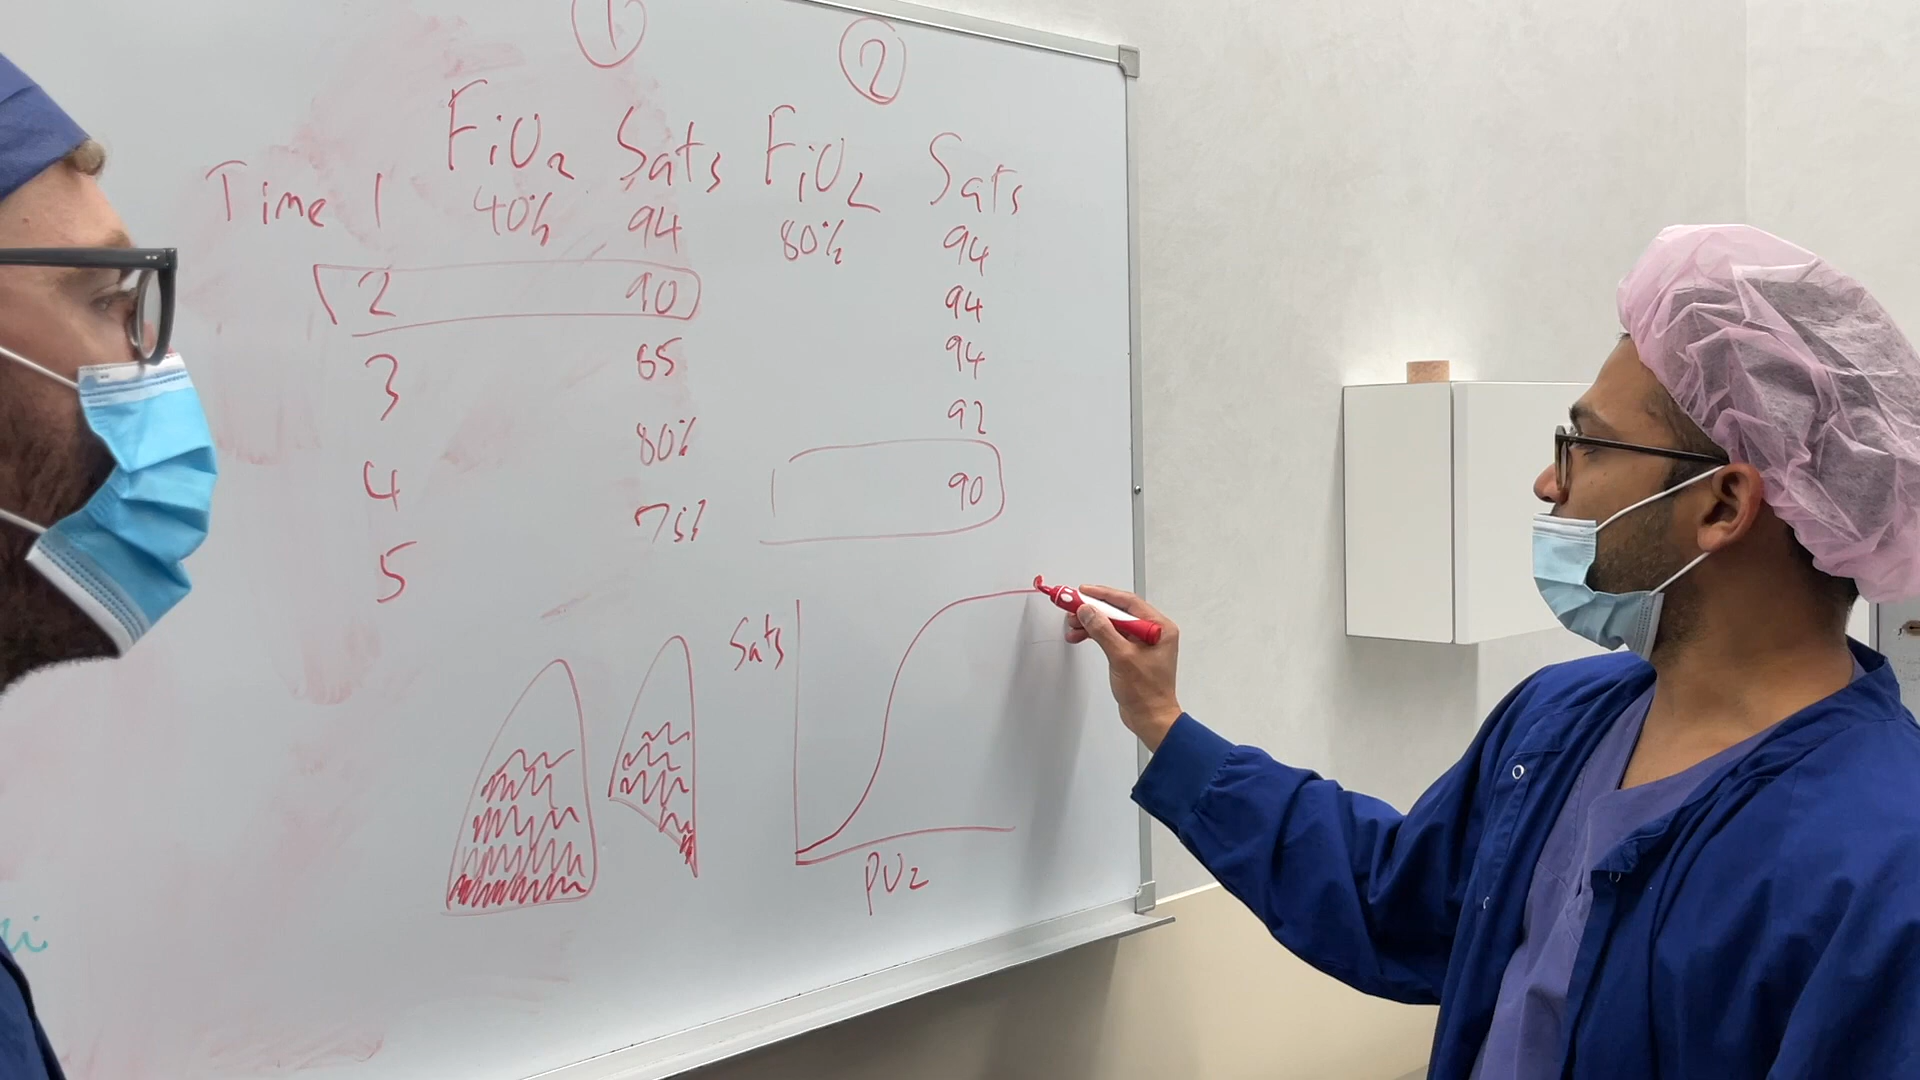 1 2
FiO2 Sats FiO2 Sats
Time 1 40% 94 80% 94
2 90 94
3 85 94
4 80% 92
5 75% 90
Sats
PO2